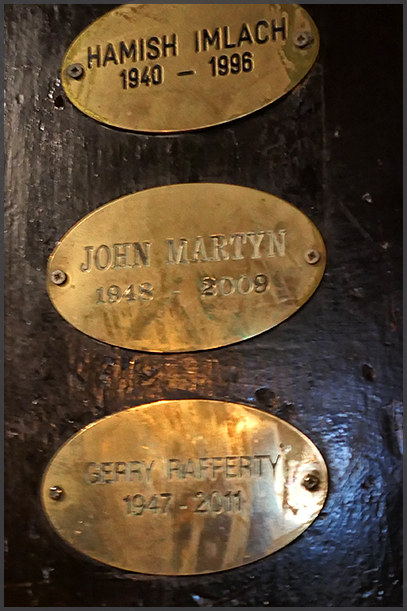 HAMISH IMLACH
1940 – 1996
JOHN MARTYN
1948 - 2009
GERRY RAFFERTY
1947 - 2011